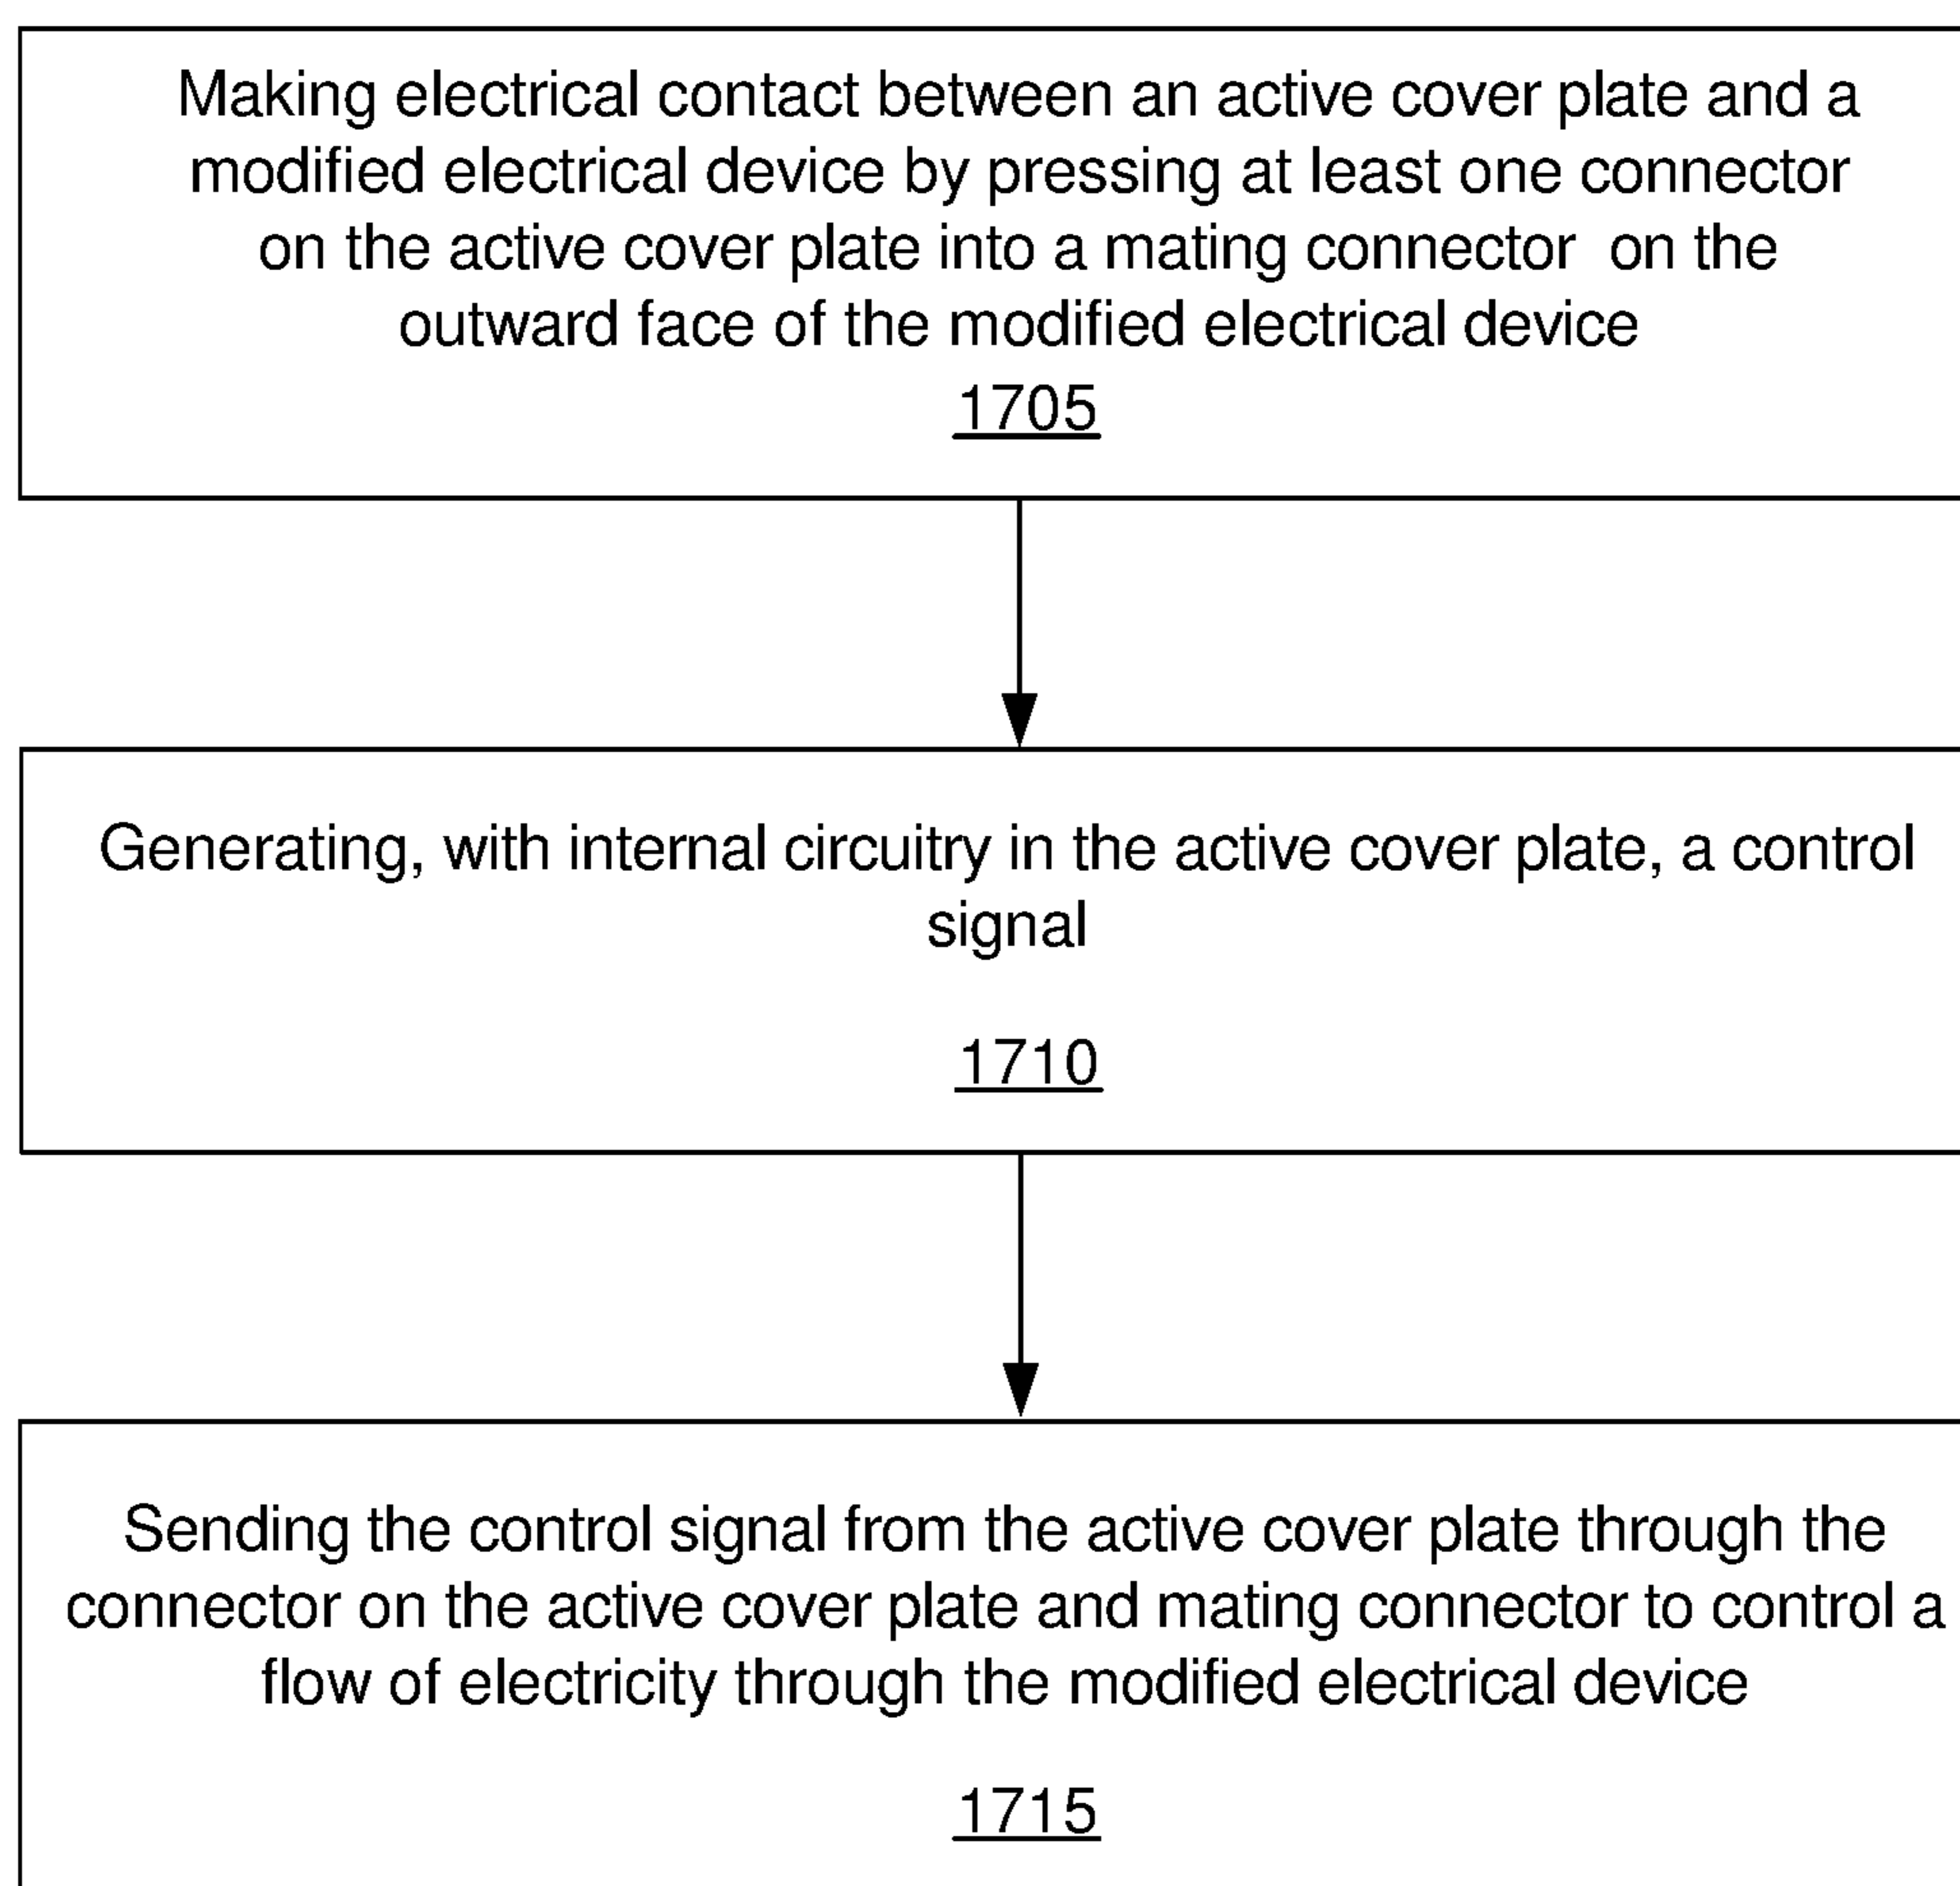 Making electrical contact between an active cover plate and a
modified electrical device by pressing at least one connector
on the active cover plate into a mating connector  on the
outward face of the modified electrical device
1705
Generating, with internal circuitry in the active cover plate, a control
signal
1710
Sending the control signal from the active cover plate through the
connector on the active cover plate and mating connector to control a
flow of electricity through the modified electrical device
1715